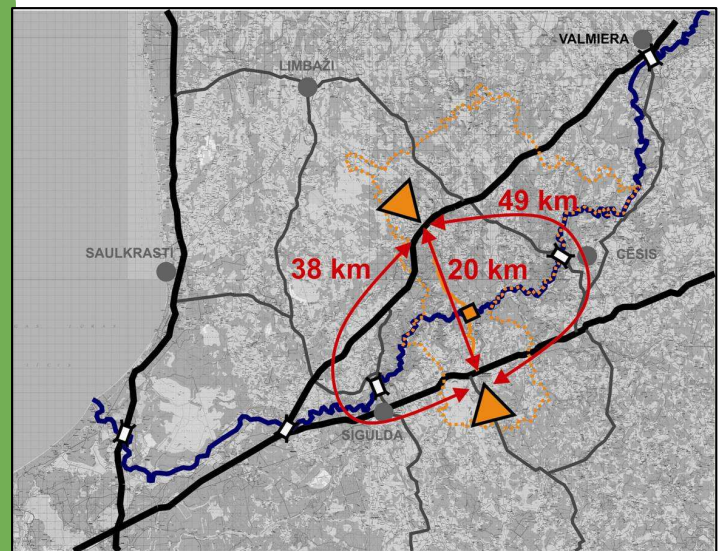 VALMIERA
LIMBAŽI
49 km
SAULKRASTI
38 km
20 km
CĒSIS
SIGULDA